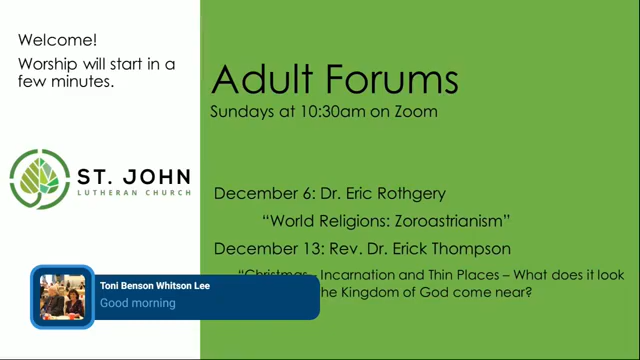 Welcome!
Worship will start in a
few minutes.
ST. JOHN
LUTHERAN CHURCH
Adult Forums
Sundays at 10:30am on Zoom
December 6: Dr. Eric Rothgery
“World Religions: Zoroastrianism”
December 13: Rev. Dr. Erick Thompson
“Christmas – Incarnation and Thin Places – What does it look
the Kingdom of God come near?
Toni Benson Whitson Lee
Good morning